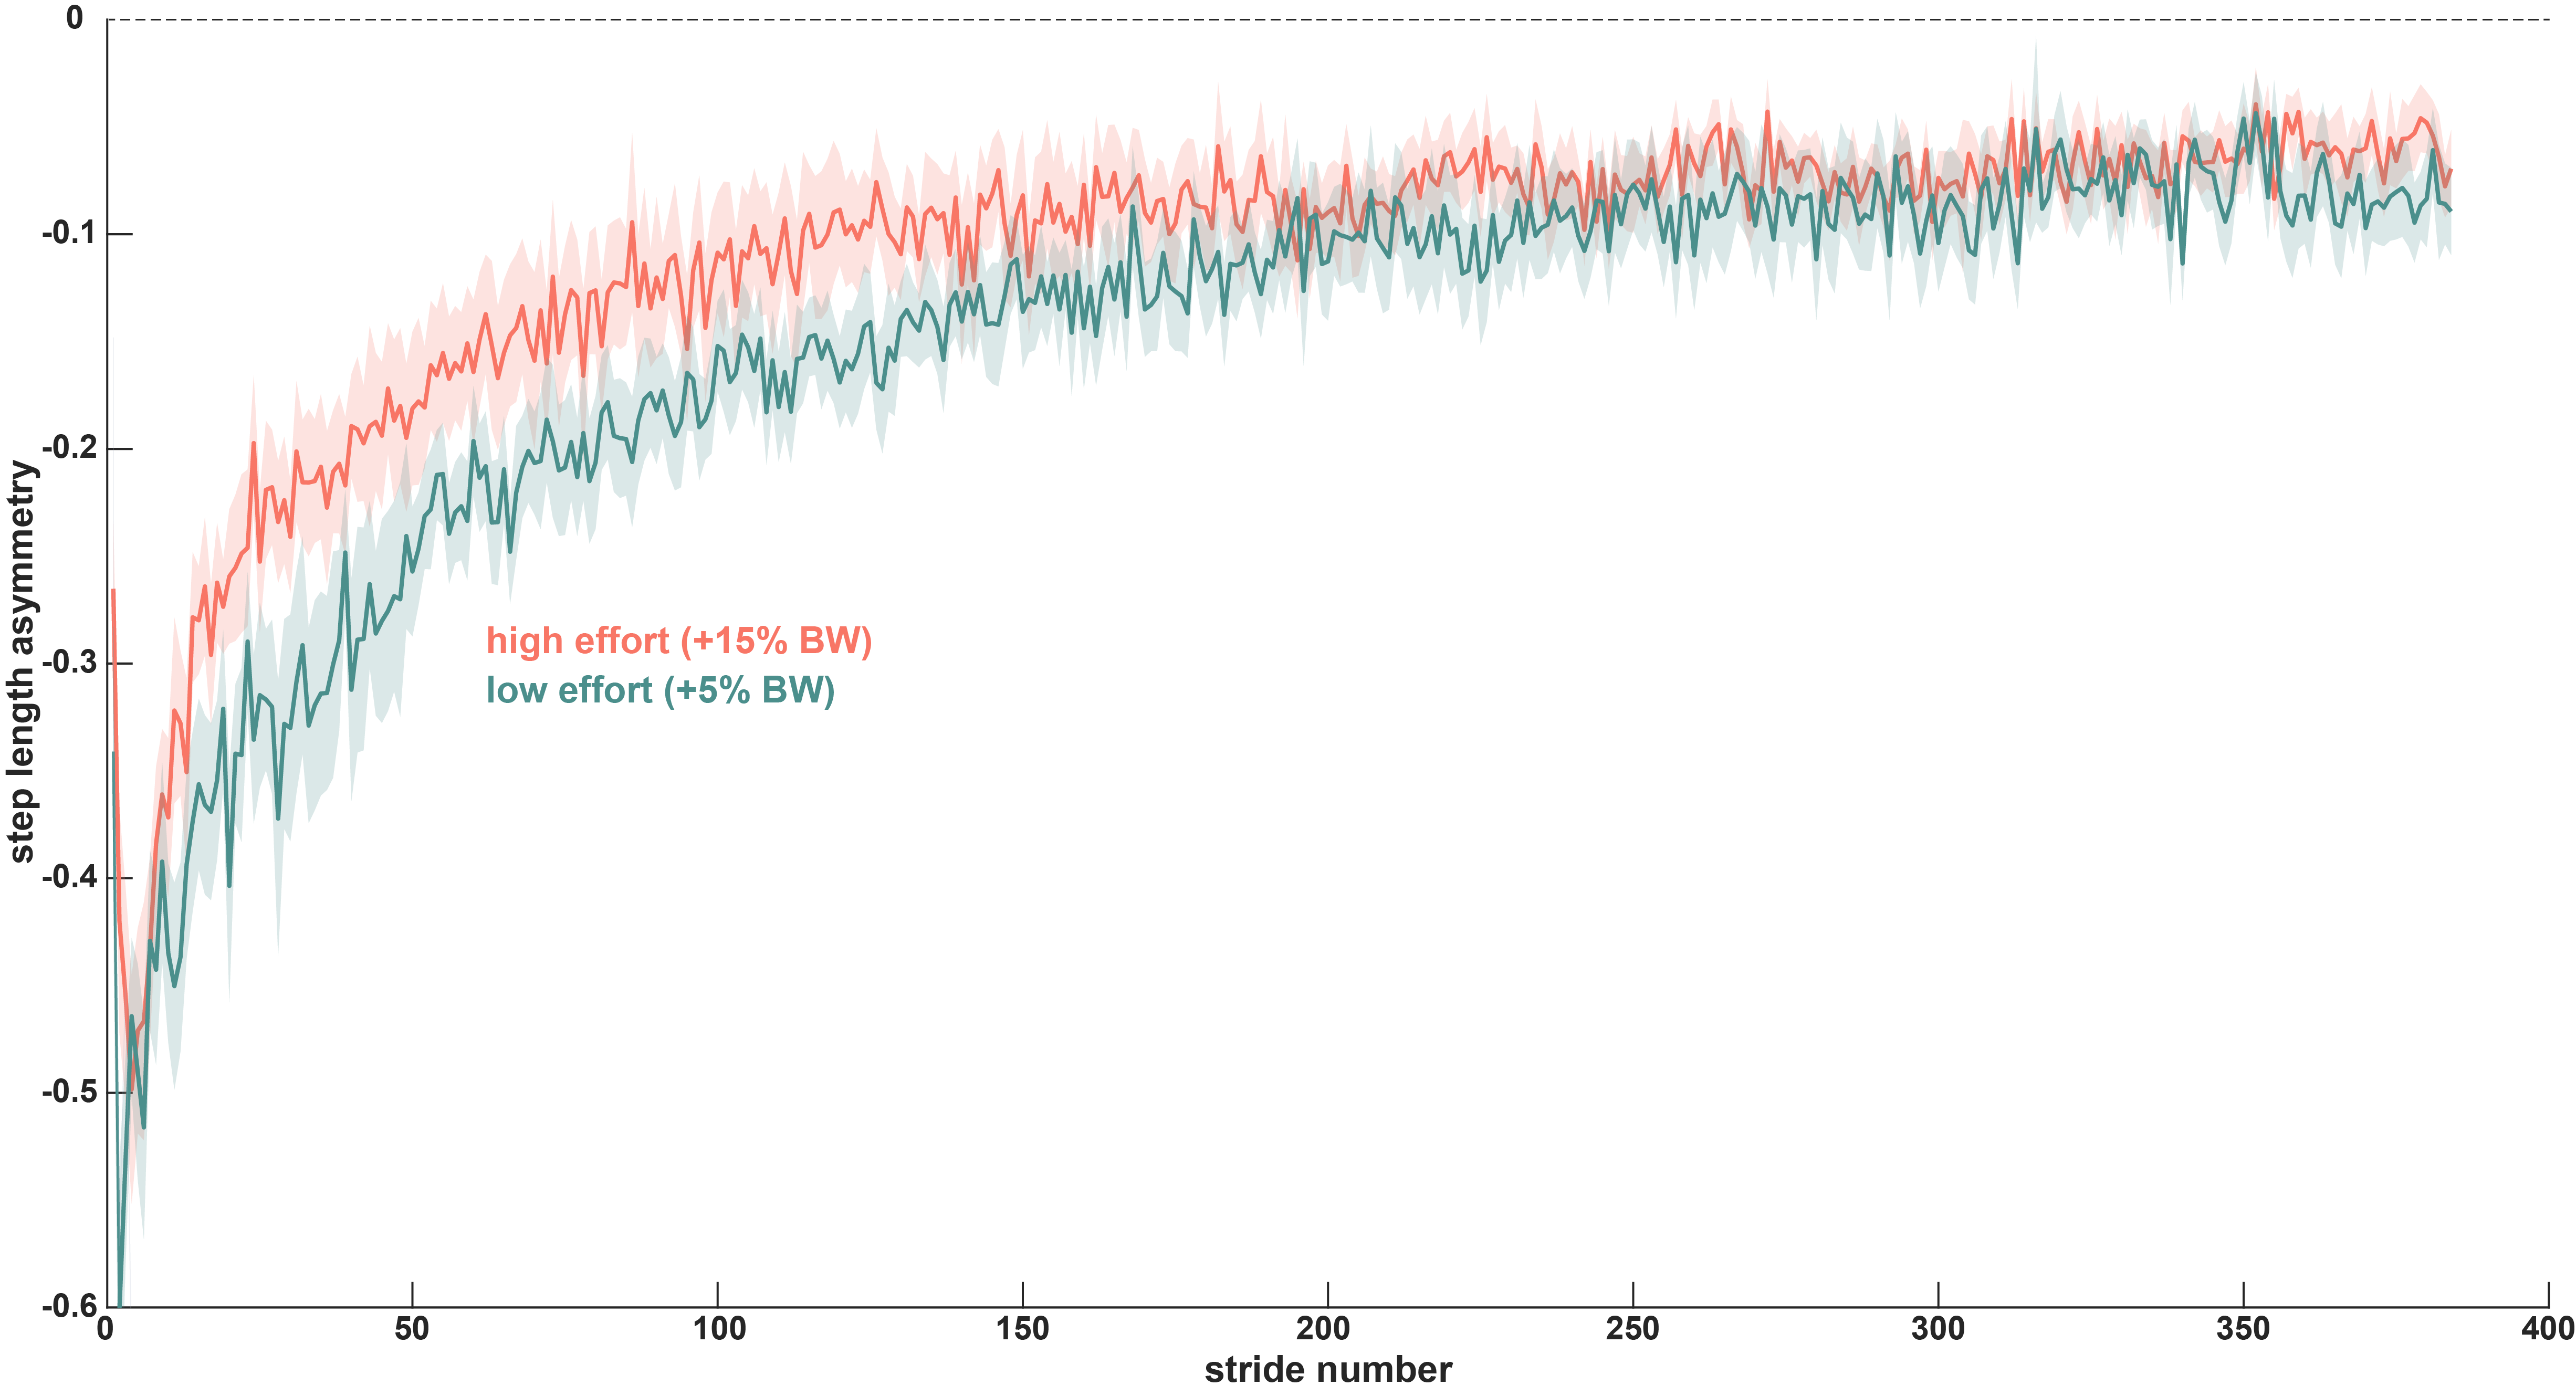 0
-0.1
-0.2
-0.3
-0.4
-0.5
-0.6
step length asymmetry
high effort (+15% BW)
low effort (+5% BW)
0 50 100 150 200 250 300 350 400
stride number